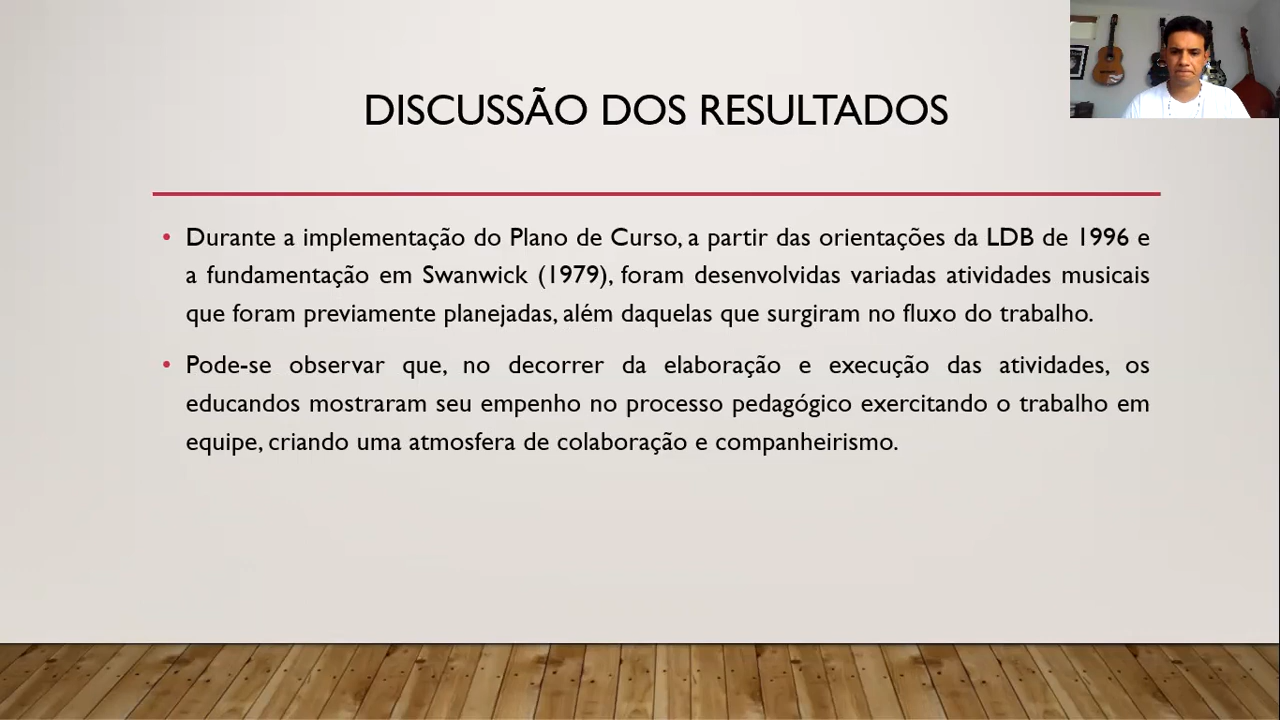 DISCUSSÃO DOS RESULTADOS
• Durante a implementação do Plano de Curso, a partir das orientações da LDB de 1996 e
a fundamentação em Swanwick (1979), foram desenvolvidas variadas atividades musicais
que foram previamente planejadas, além daquelas que surgiram no fluxo do trabalho.
• Pode-se observar que, no decorrer da elaboração e execução das atividades, os
educandos mostraram seu empenho no processo pedagógico exercitando o trabalho em
equipe, criando uma atmosfera de colaboração e companheirismo.